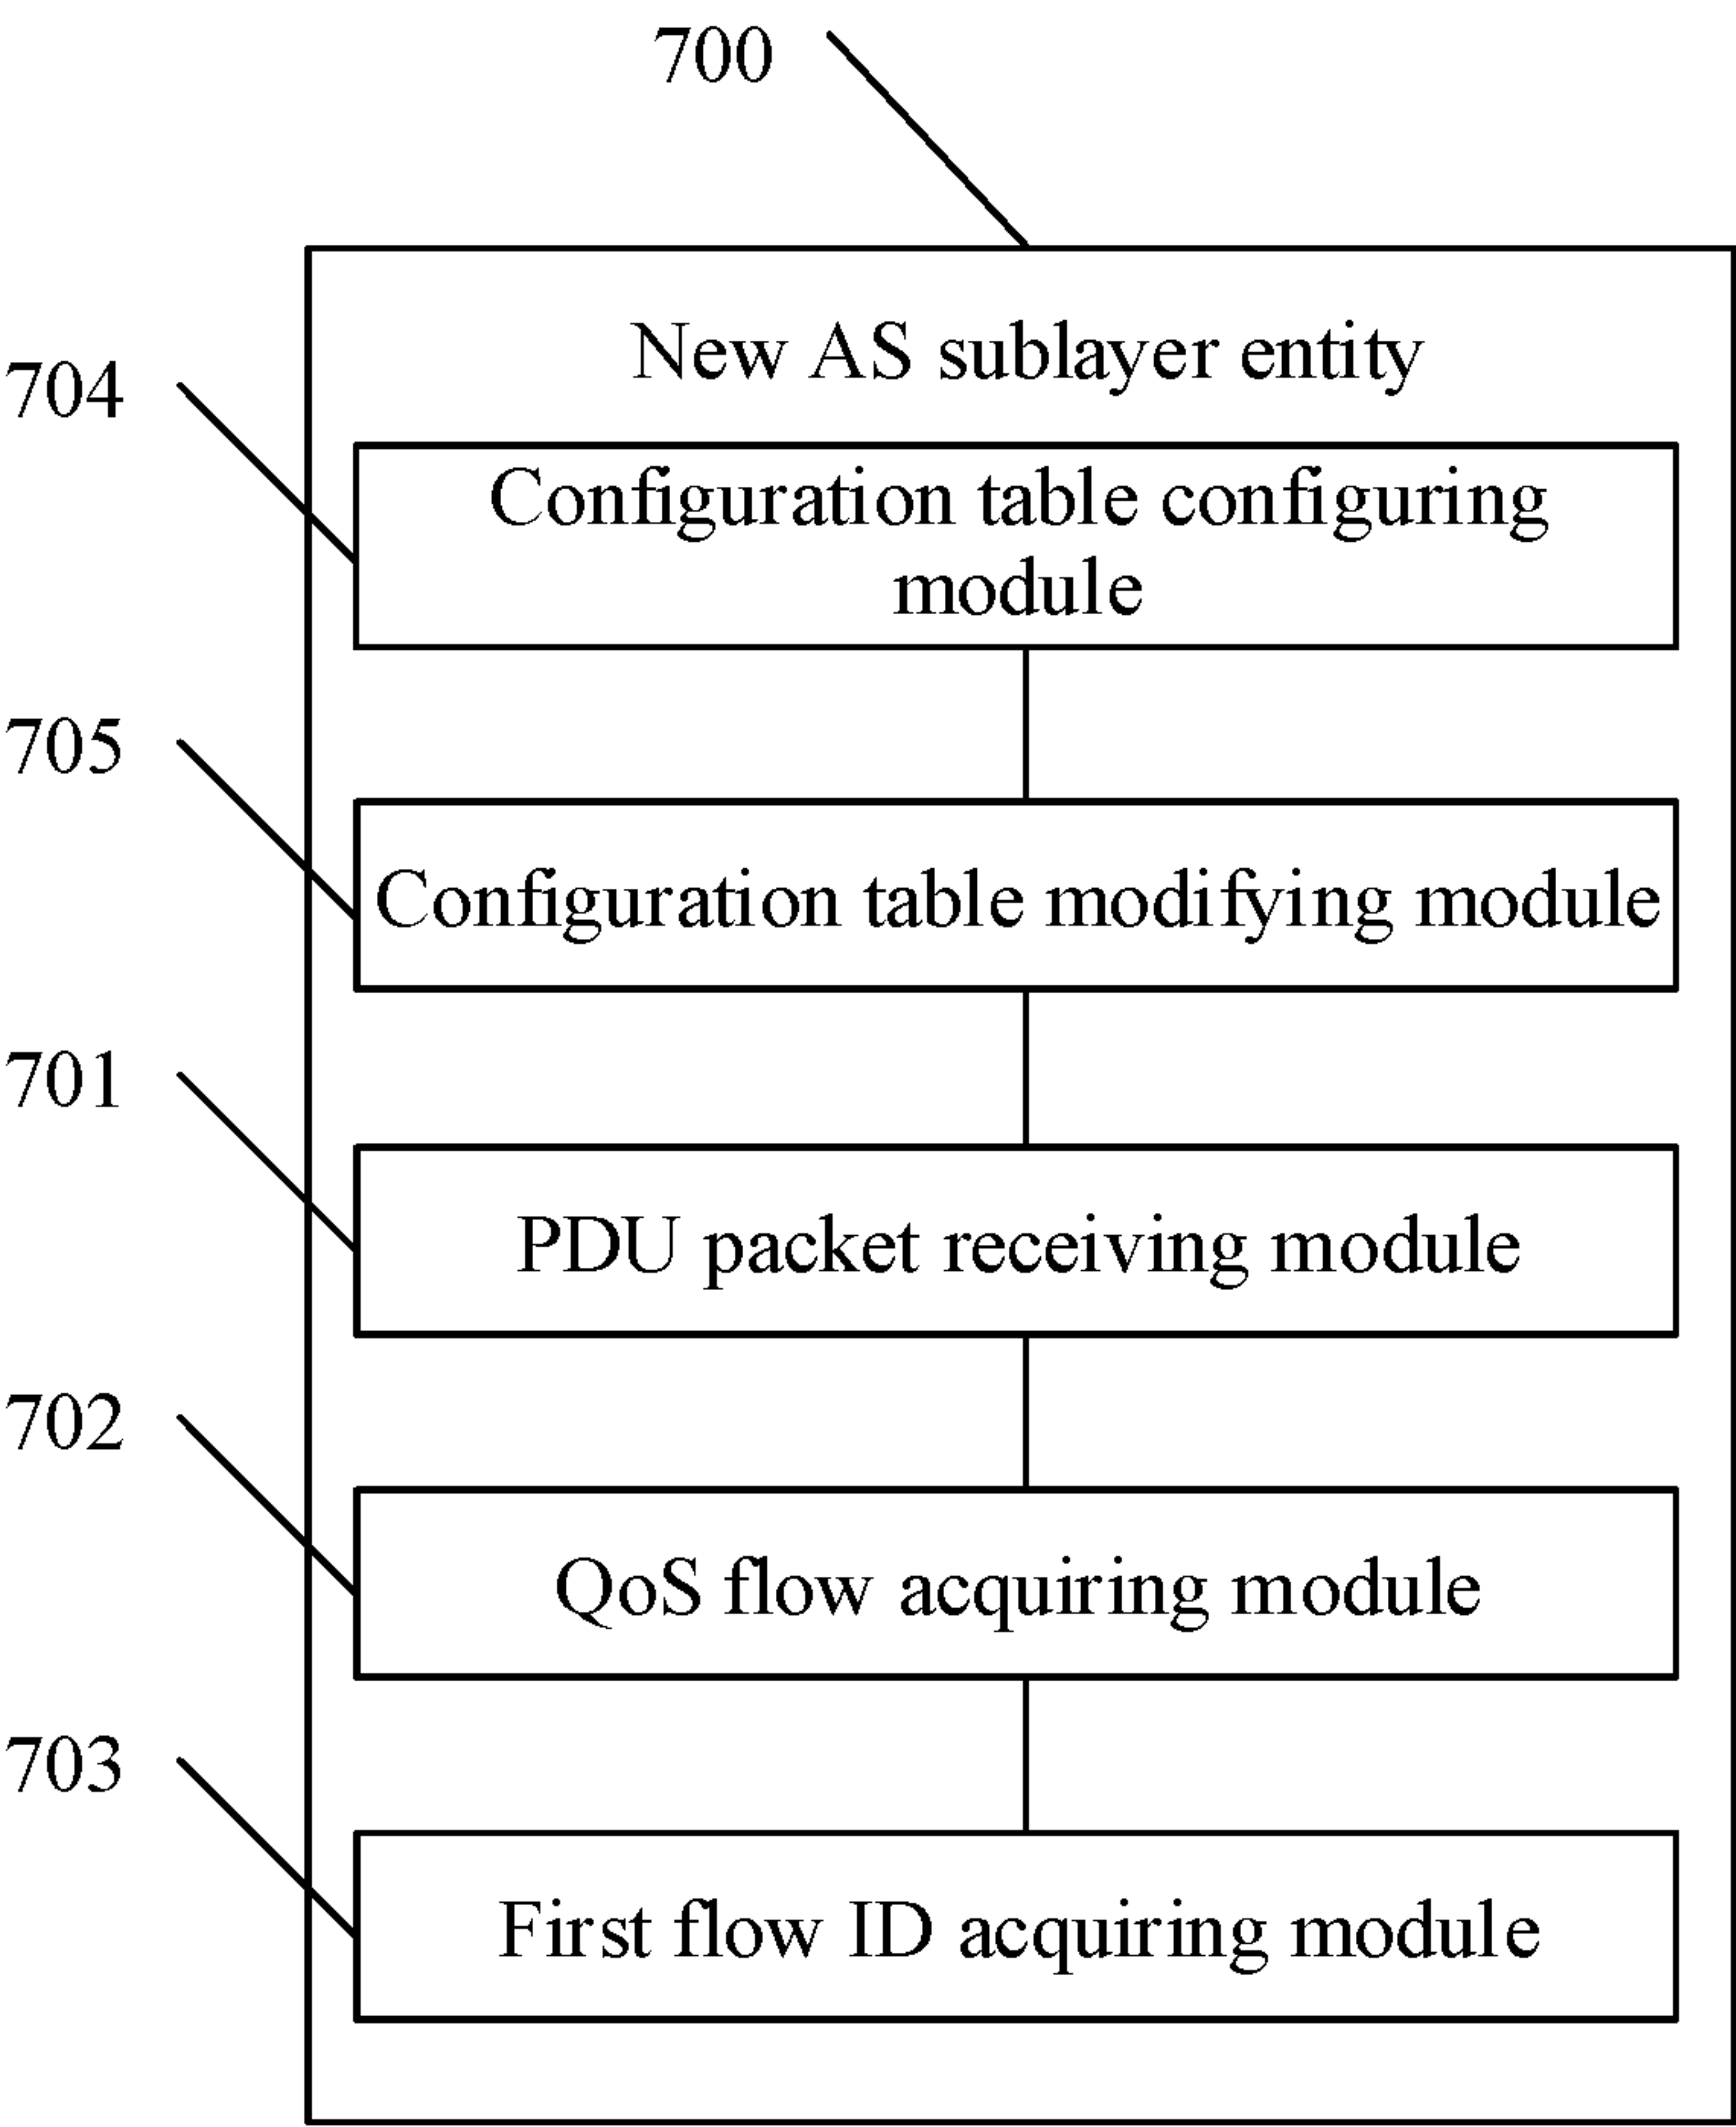 700
New AS sublayer entity
704
Configuration table configuring
module
705
Configuration table modifying module
701
PDU packet receiving module
702
QoS flow acquiring module
703
First flow ID acquiring module